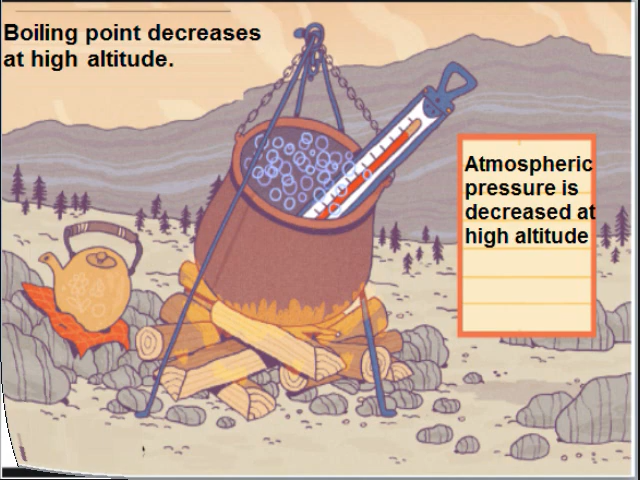 Boiling point decreases
at high altitude.
Atmospheric
pressure is
decreased at
high altitude